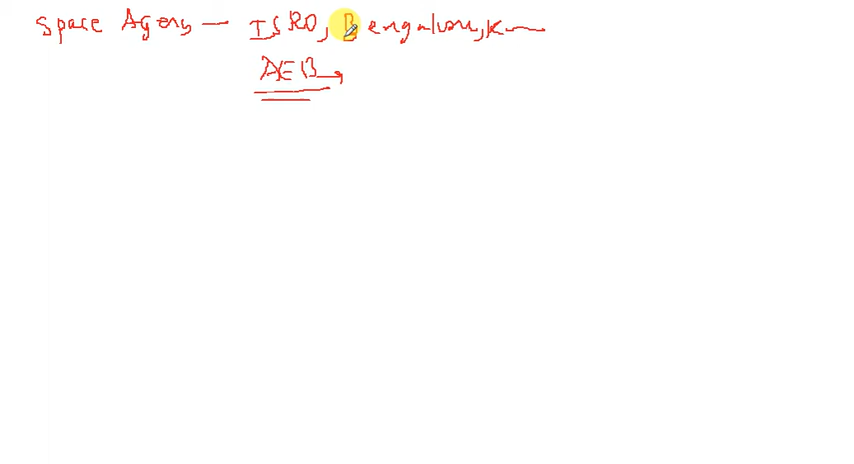 Space Agency — ISRO, Bengaluru, K
AEB